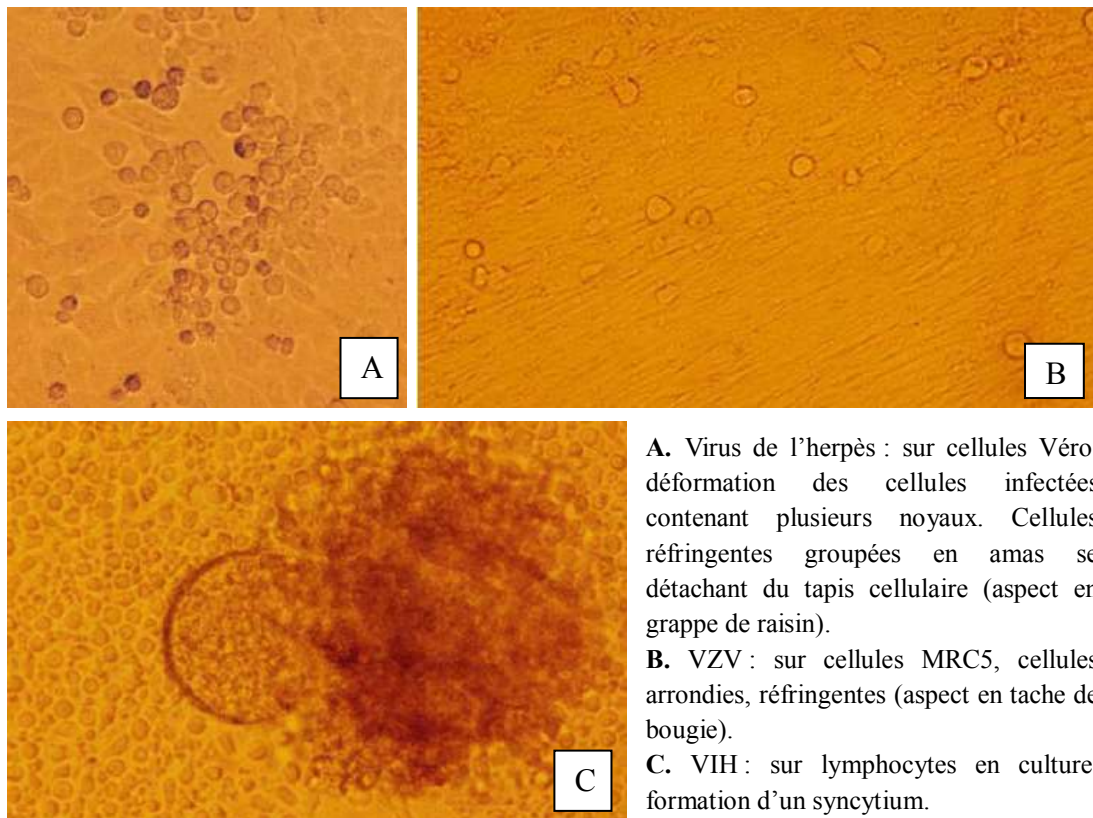 A
B
C
A. Virus de l’herpès : sur cellules Véro
déformation des cellules infectées
contenant plusieurs noyaux. Cellules
réfringentes groupées en amas se
détachant du tapis cellulaire (aspect en
grappe de raisin).
B. VZV : sur cellules MRC5, cellules
arrondies, réfringentes (aspect en tache de
bougie).
C. VIH : sur lymphocytes en culture
formation d’un syncytium.